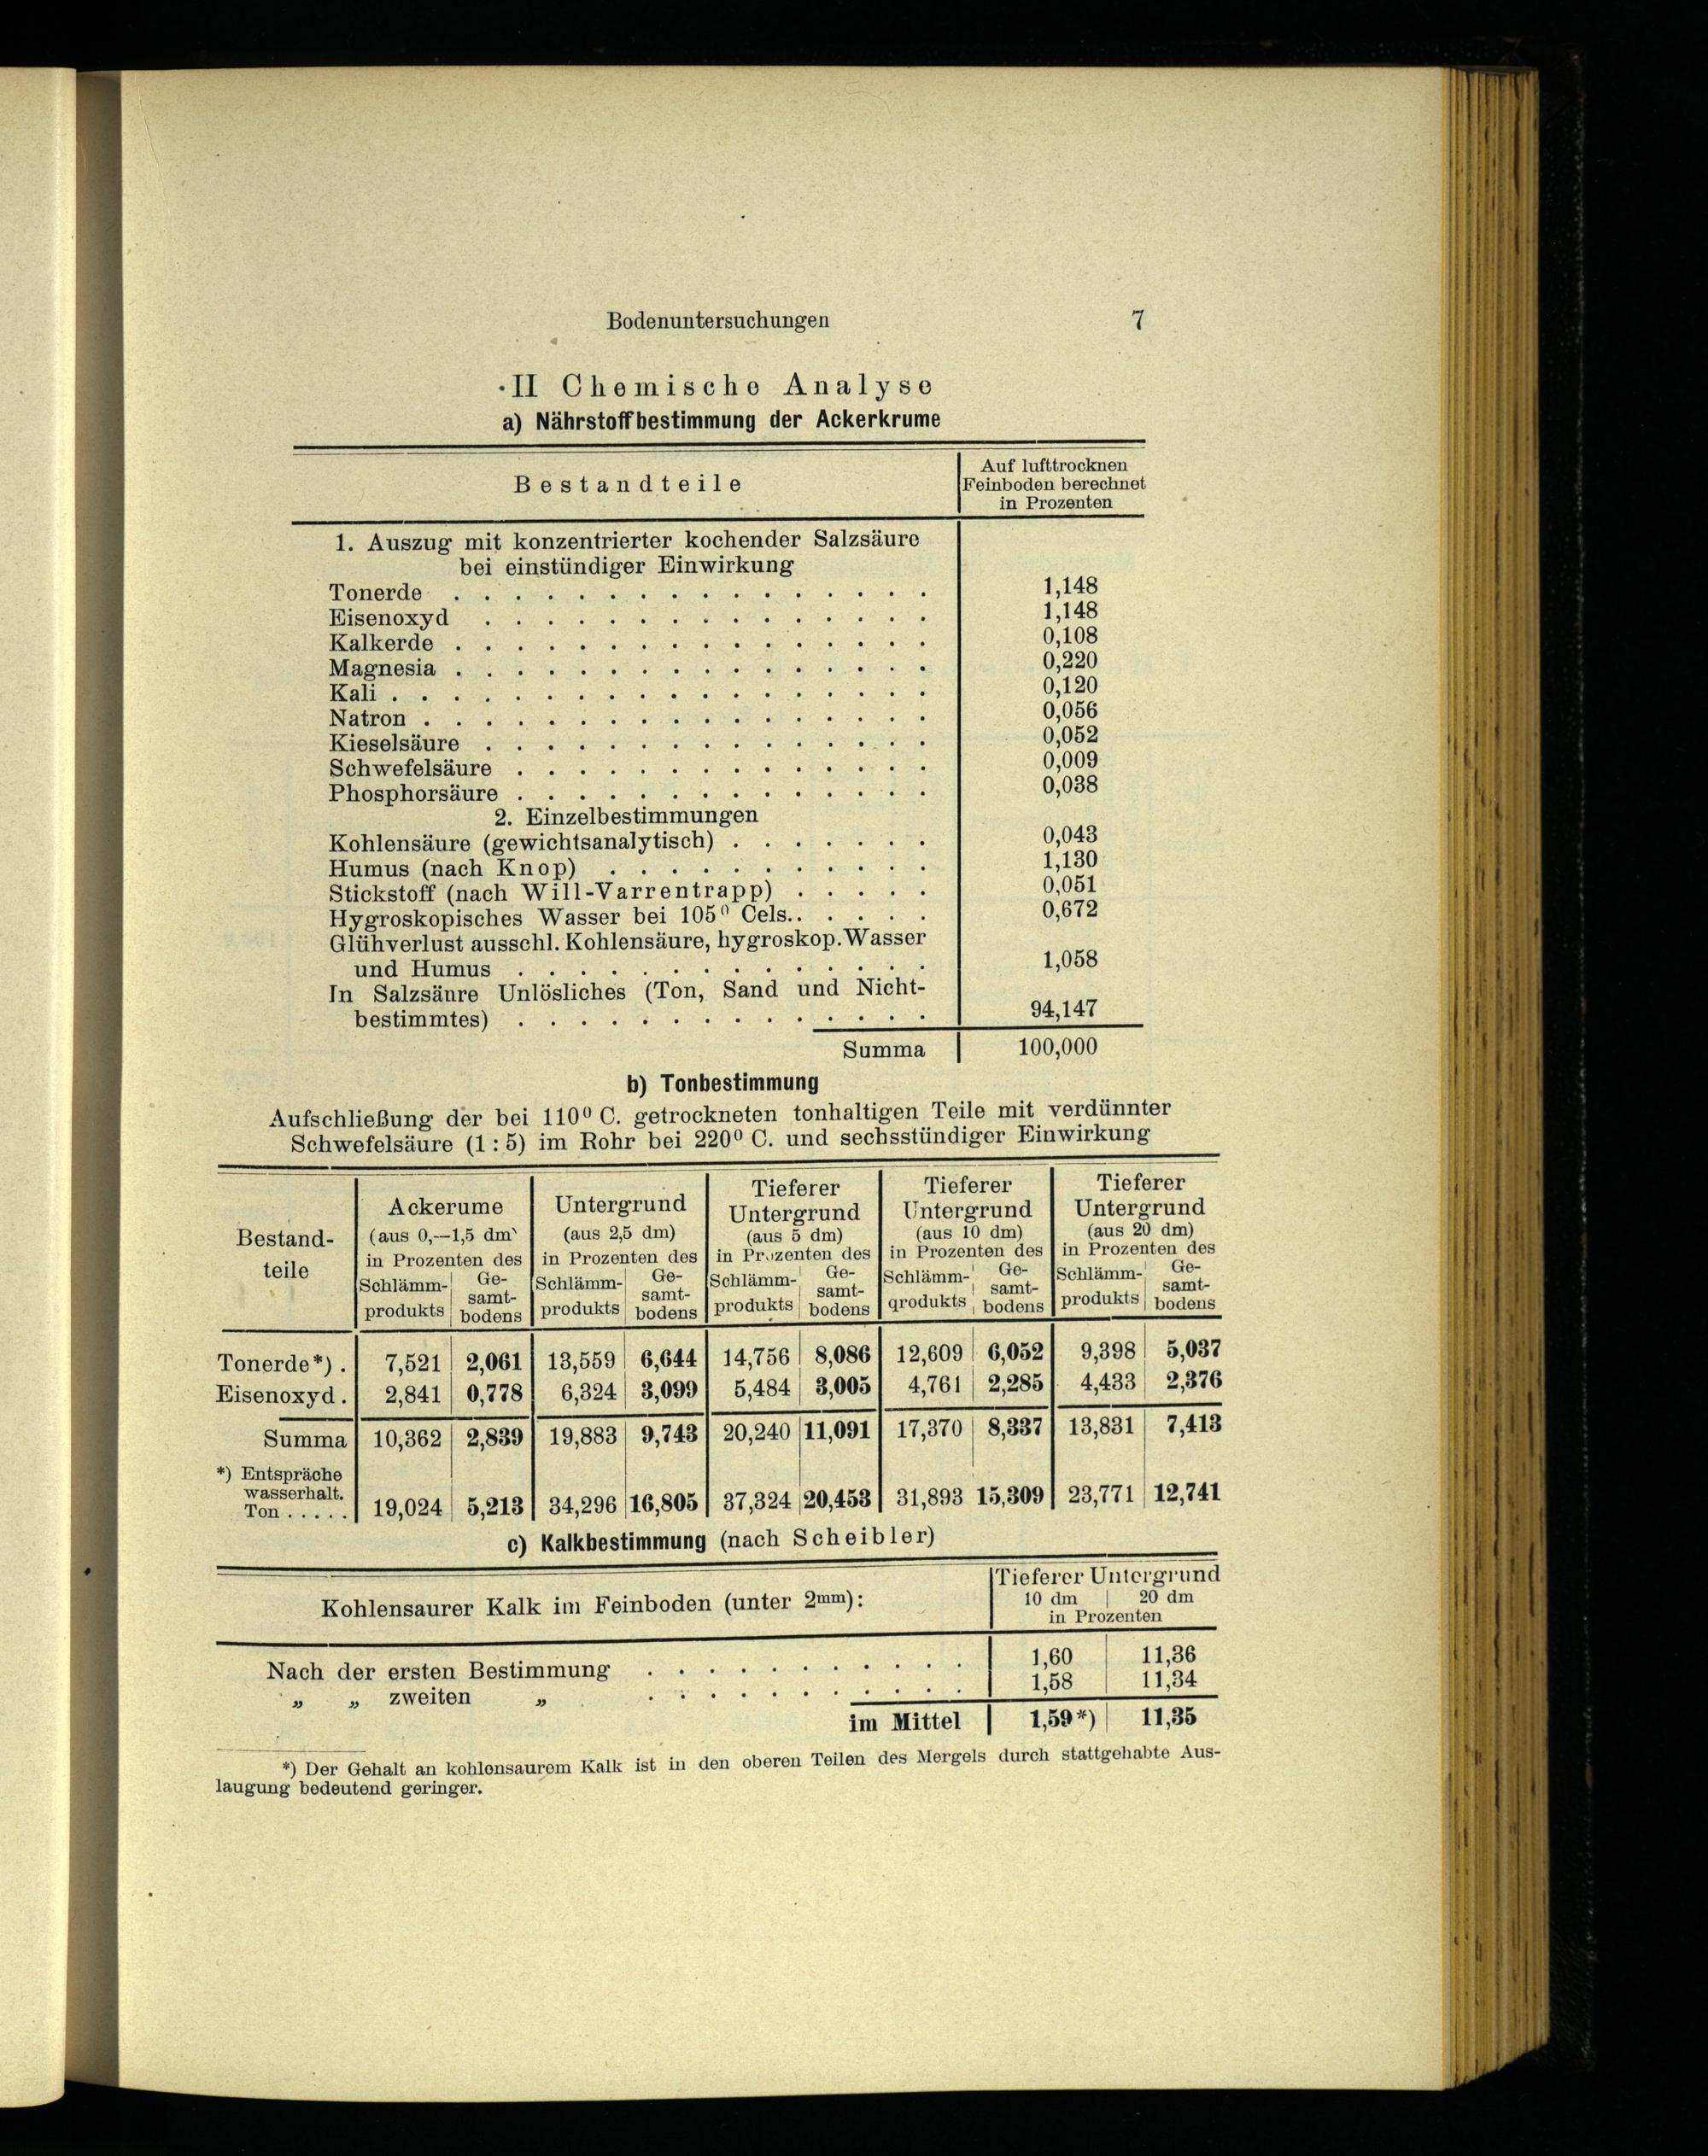 Bodenuntersuchungen 7
II Chemische Analyse
a) Nährstoffbestimmung der Ackerkrume
Bestandteile
Auf lufttrocknen
Feinboden berechnet
in Prozenten
1. Auszug mit konzentrierter kochender Salzsäure
bei einstündiger Einwirkung
Tonerde . . . . . . . . . . . . . . . . 1,148
Eisenoxyd . . . . . . . . . . . . . . . 1,148
Kalkerde . . . . . . . . . . . . . . . . 0,108
Magnesia . . . . . . . . . . . . . . . . 0,220
Kali . . . . . . . . . . . . . . . . . . 0,120
Natron . . . . . . . . . . . . . . . . . 0,056
Kieselsäure . . . . . . . . . . . . . . . 0,052
Schwefelsäure . . . . . . . . . . . . . . 0,009
Phosphorsäure . . . . . . . . . . . . . . 0,038
2. Einzelbestimmungen
Kohlensäure (gewichtsanalytisch) . . . . . . . 0,043
Humus (nach Knop) . . . . . . . . . . . 1,130
Stickstoff (nach Will-Varrentrapp) . . . . . 0,051
Hygroskopisches Wasser bei 105⁰ Cels. . . . . . 0,672
Glühverlust ausschl. Kohlensäure, hygroskop. Wasser
und Humus . . . . . . . . . . . . . . 1,058
In Salzsänre Unlösliches (Ton, Sand und Nicht-
bestimmtes) . . . . . . . . . . . . . . 94,147
Summa 100,000
b) Tonbestimmung
Aufschließung der bei 110⁰ C. getrockneten tonhaltigen Teile mit verdünnter
Schwefelsäure (1 : 5) im Rohr bei 220⁰ C. und sechsstündiger Einwirkung
Bestand-
teile
Ackerume
(aus 0,—1,5 dm`
in Prozenten des
Schlämm-
produkts
Ge-
samt-
bodens
Untergrund
(aus 2,5 dm)
in Prozenten des
Schlämm-
produkts
Ge-
samt-
bodens
Tieferer
Untergrund
(aus 5 dm)
in Prozenten des
Schlämm-
produkts
Ge-
samt-
bodens
Tieferer
Untergrund
(aus 10 dm)
in Prozenten des
Schlämm-
qrodukts
Ge-
samt-
bodens
Tieferer
Untergrund
(aus 20 dm)
in Prozenten des
Schlämm-
produkts
Ge-
samt-
bodens
Tonerde*) . 7,521 2,061 13,559 6,644 14,756 8,086 12,609 6,052 9,398 5,037
Eisenoxyd . 2,841 0,778 6,324 3,099 5,484 3,005 4,761 2,285 4,433 2,376
Summa 10,362 2,839 19,883 9,743 20,240 11,091 17,370 8,337 13,831 7,413
*) Entspräche
wasserhalt.
Ton . . . . . 19,024 5,213 34,296 16,805 37,324 20,453 31,893 15,309 23,771 12,741
c) Kalkbestimmung (nach Scheibler)
Kohlensaurer Kalk im Feinboden (unter 2mm):
Tieferer Untergrund
10 dm | 20 dm
in Prozenten
Nach der ersten Bestimmung . . . . . . . . . . . 1,60 11,36
„ „ zweiten „ . . . . . . . . . . . 1,58 11,34
im Mittel 1,59*) 11,35
*) Der Gehalt an kohlensaurem Kalk ist in den oberen Teilen des Mergels durch stattgehabte Aus-
laugung bedeutend geringer.